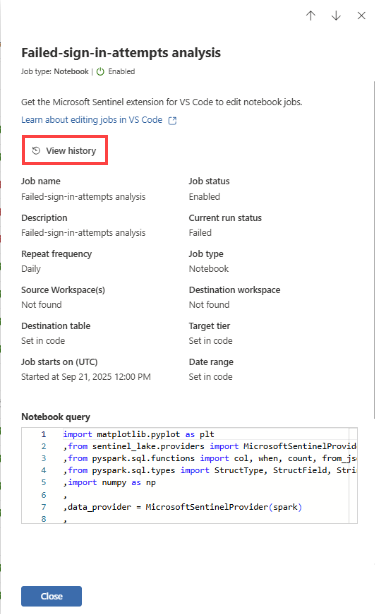 Failed-sign-in-attempts analysis
Job type: Notebook | Enabled
Get the Microsoft Sentinel extension for VS Code to edit notebook jobs.
Learn about editing jobs in VS Code
View history
Job name Job status
Failed-sign-in-attempts analysis Enabled
Description Current run status
Failed-sign-in-attempts analysis Failed
Repeat frequency Job type
Daily Notebook
Source Workspace(s) Destination workspace
Not found Not found
Destination table Target tier
Set in code Set in code
Job starts on (UTC) Date range
Started at Sep 21, 2025 12:00 PM Set in code
Notebook query
1 import matplotlib.pyplot as plt
2 ,from sentinel_lake.providers import MicrosoftSentinelProvide
3 ,from pyspark.sql.functions import col, when, count, from_jso
4 ,from pyspark.sql.types import StructType, StructField, Stri
5 ,import numpy as np
6 ,
7 ,data_provider = MicrosoftSentinelProvider(spark)
8 ,
Close